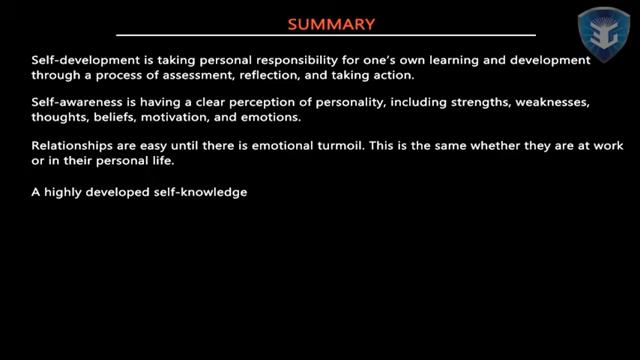 SUMMARY
Self-development is taking personal responsibility for one's own learning and development
through a process of assessment, reflection, and taking action.
Self-awareness is having a clear perception of personality, including strengths, weaknesses,
thoughts, beliefs, motivation, and emotions.
Relationships are easy until there is emotional turmoil. This is the same whether they are at work
or in their personal life.
A highly developed self-knowledge